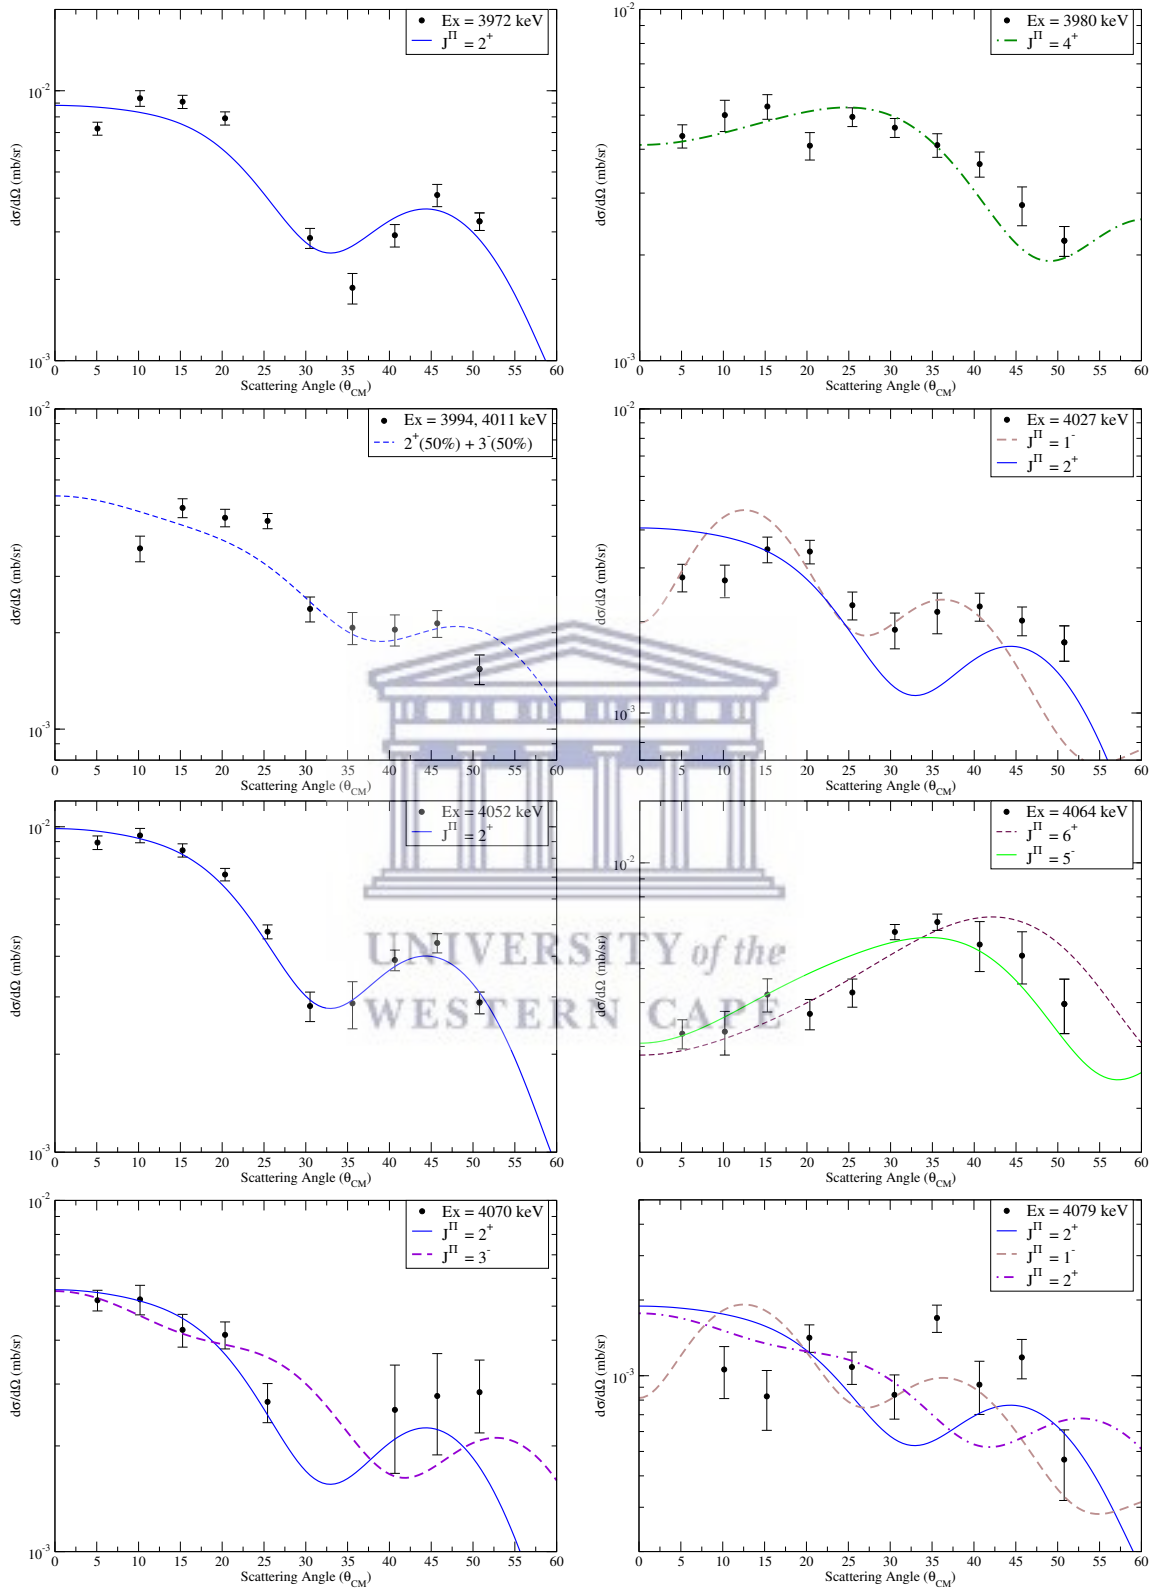 Ex = 3972 keV
J^Π = 2^+
10^-2
10^-3
dσ/dΩ (mb/sr)
0 5 10 15 20 25 30 35 40 45 50 55 60
Scattering Angle (θ_CM)
Ex = 3980 keV
J^Π = 4^+
10^-2
10^-3
dσ/dΩ (mb/sr)
0 5 10 15 20 25 30 35 40 45 50 55 60
Scattering Angle (θ_CM)
Ex = 3994, 4011 keV
2^+(50%) + 3^-(50%)
10^-2
10^-3
dσ/dΩ (mb/sr)
0 5 10 15 20 25 30 35 40 45 50 55 60
Scattering Angle (θ_CM)
Ex = 4027 keV
J^Π = 1^-
J^Π = 2^+
10^-2
10^-3
dσ/dΩ (mb/sr)
0 5 10 15 20 25 30 35 40 45 50 55 60
Scattering Angle (θ_CM)
Ex = 4052 keV
J^Π = 2^+
10^-2
10^-3
dσ/dΩ (mb/sr)
0 5 10 15 20 25 30 35 40 45 50 55 60
Scattering Angle (θ_CM)
Ex = 4064 keV
J^Π = 6^+
J^Π = 5^-
10^-2
dσ/dΩ (mb/sr)
0 5 10 15 20 25 30 35 40 45 50 55 60
Scattering Angle (θ_CM)
UNIVERSITY of the
WESTERN CAPE
Ex = 4070 keV
J^Π = 2^+
J^Π = 3^-
10^-2
10^-3
dσ/dΩ (mb/sr)
0 5 10 15 20 25 30 35 40 45 50 55 60
Scattering Angle (θ_CM)
Ex = 4079 keV
J^Π = 2^+
J^Π = 1^-
J^Π = 2^+
10^-3
dσ/dΩ (mb/sr)
0 5 10 15 20 25 30 35 40 45 50 55 60
Scattering Angle (θ_CM)